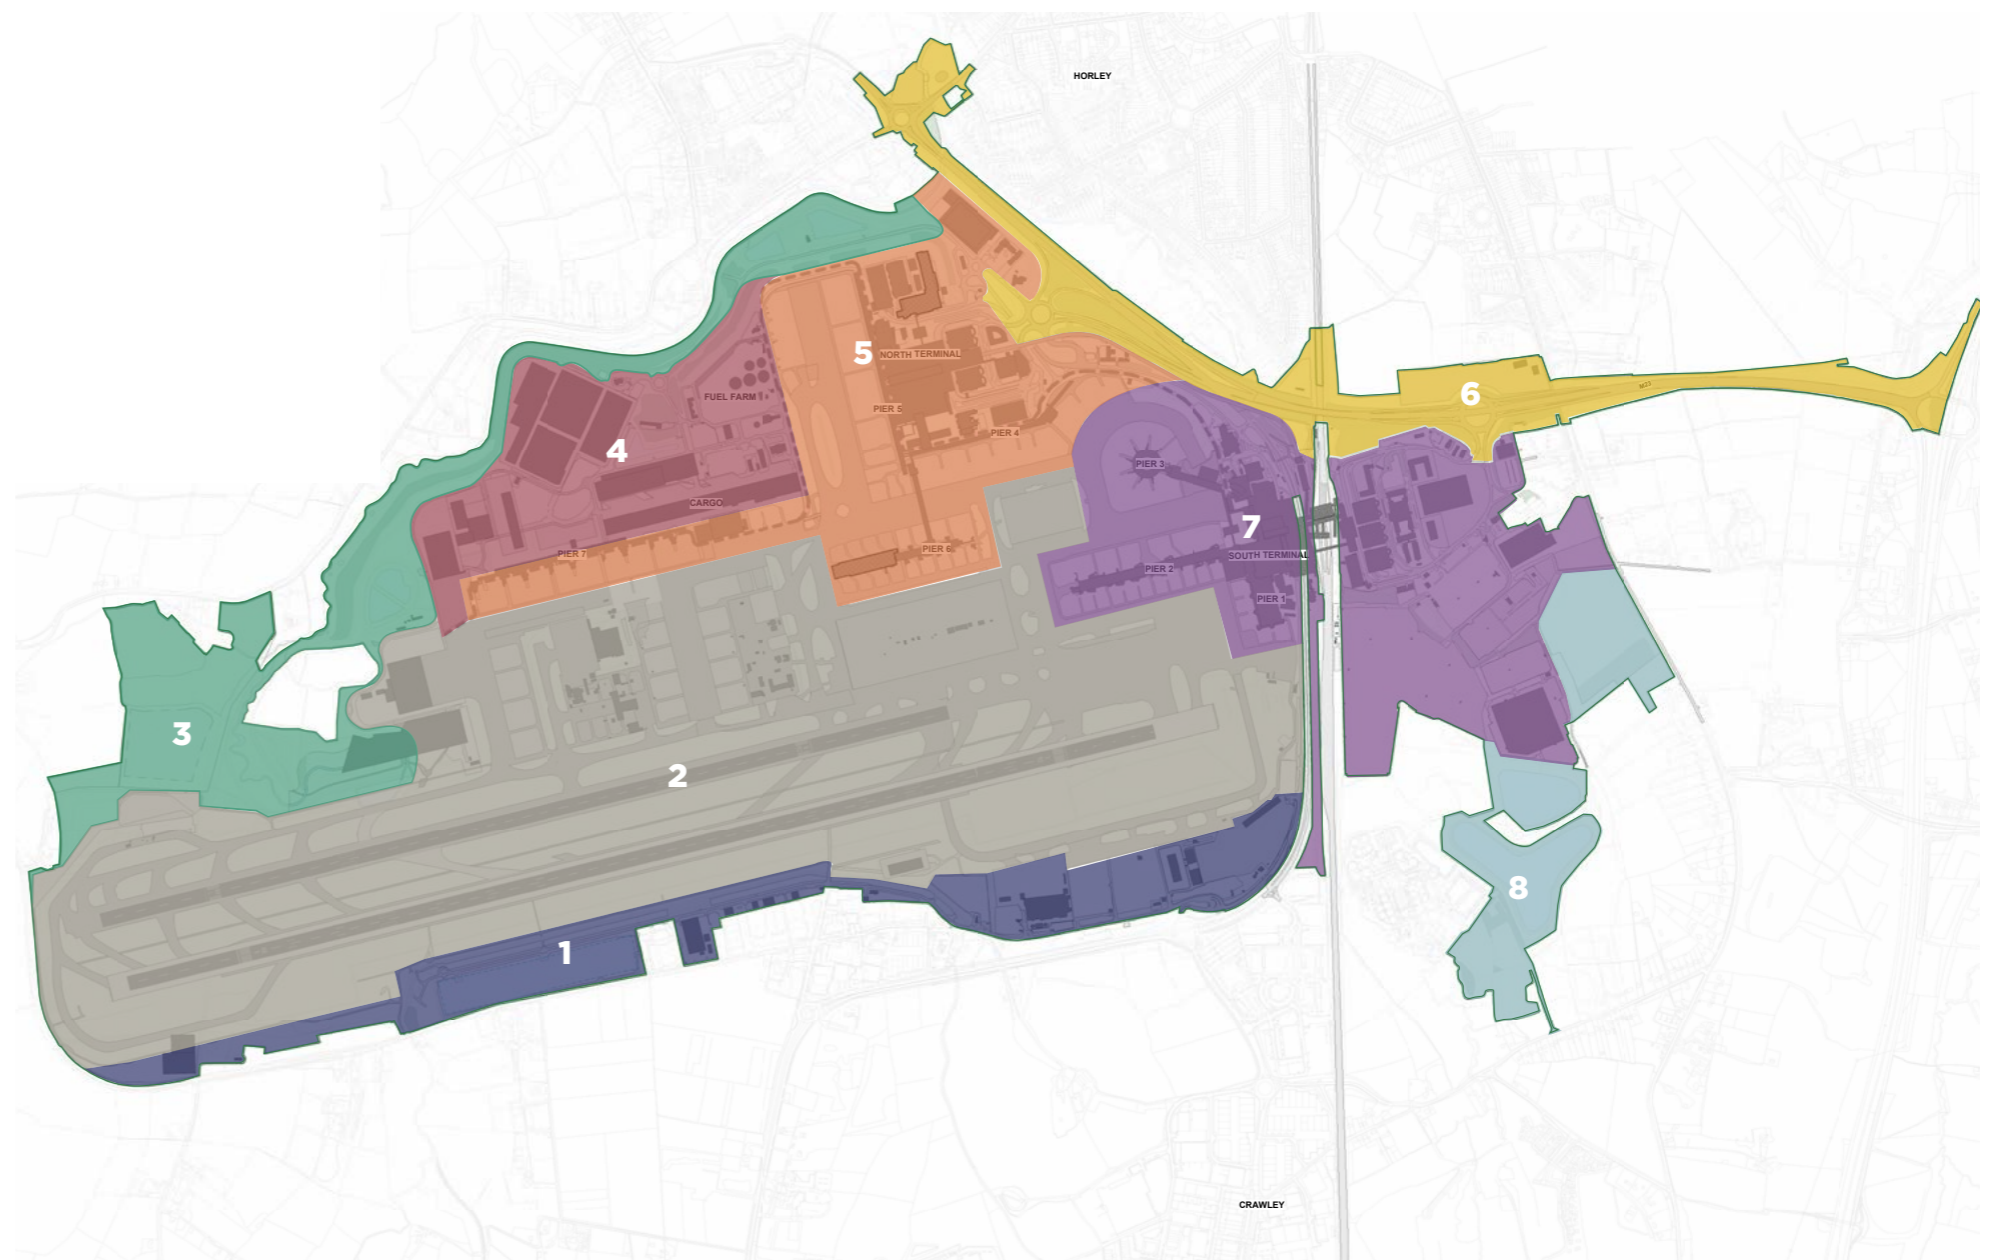 HORLEY
5
NORTH TERMINAL
M23
6
FUEL FARM
PIER 5
PIER 4
4
PIER 3
CARGO
7
PIER 7
PIER 6
SOUTH TERMINAL
PIER 2
PIER 1
3
2
8
1
CRAWLEY